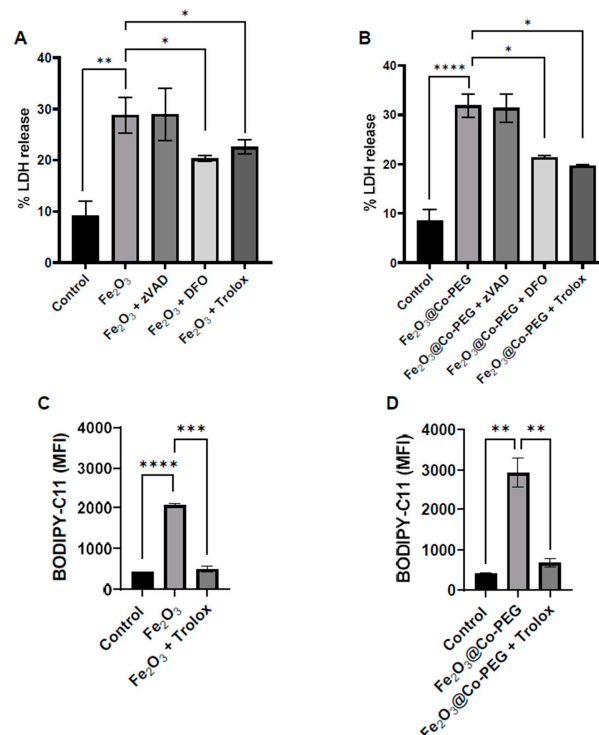 A
**
*
*
% LDH release
40
30
20
10
0
Control
Fe₂O₃
Fe₂O₃ + zVAD
Fe₂O₃ + DFO
Fe₂O₃ + Trolox
B
****
*
*
% LDH release
40
30
20
10
0
Control
Fe₂O₃@Co-PEG
Fe₂O₃@Co-PEG + zVAD
Fe₂O₃@Co-PEG + DFO
Fe₂O₃@Co-PEG + Trolox
C
****
***
BODIPY-C11 (MFI)
4000
3000
2000
1000
0
Control
Fe₂O₃
Fe₂O₃ + Trolox
D
**
**
BODIPY-C11 (MFI)
4000
3000
2000
1000
0
Control
Fe₂O₃@Co-PEG
Fe₂O₃@Co-PEG + Trolox